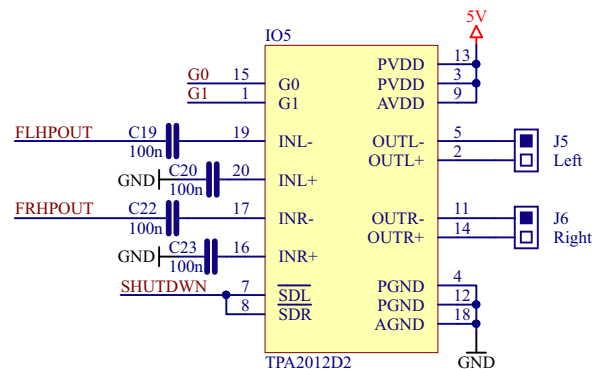 5V
IO5
G0 15 G0 PVDD 13
G1 1 G1 PVDD 3
AVDD 9
FLHPOUT C19 100n 19 INL- OUTL- 5 J5
GND C20 100n 20 INL+ OUTL+ 2 Left
FRHPOUT C22 100n 17 INR- OUTR- 11 J6
GND C23 100n 16 INR+ OUTR+ 14 Right
SHUTDWN 7 SDL PGND 4
8 SDR PGND 12
AGND 18
TPA2012D2 GND